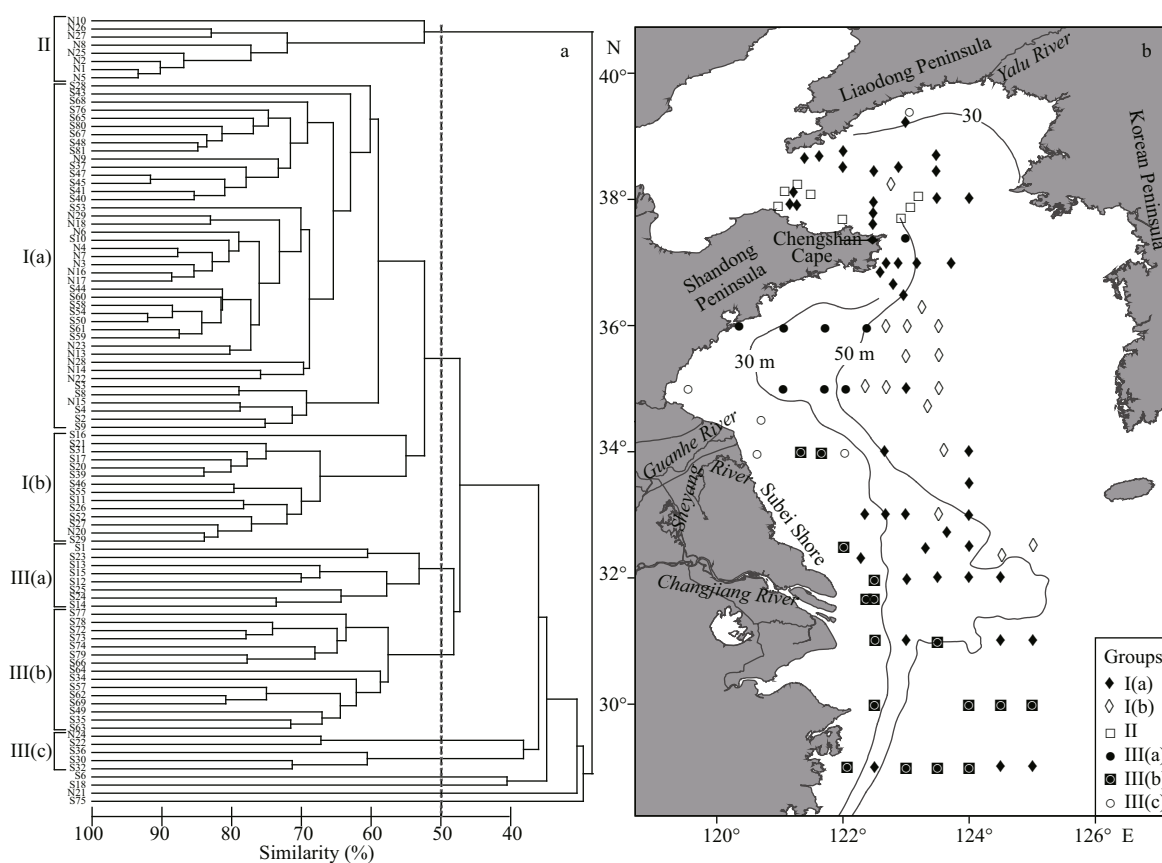 II
I(a)
I(b)
III(a)
III(b)
III(c)
N10
N26
N27
N8
N25
N2
N1
N5
S28
S43
S68
S76
S65
S80
S67
S48
S81
N9
S37
S47
S45
S41
S40
S53
N29
N18
N6
S10
N4
N7
N3
N16
N17
S44
S60
S58
S54
S50
S61
S59
N23
N13
N28
N14
N22
S3
S8
N15
S4
S2
S9
S16
S21
S31
S17
S20
S39
S46
S55
S11
S26
S52
S27
N20
S29
S1
S23
S13
S15
S12
S25
S24
S14
S77
S78
S72
S73
S74
S79
S66
S64
S34
S57
S62
S69
S49
S35
S63
N24
S22
S36
S30
S32
S6
S18
N21
S75
100 90 80 70 60 50 40
Similarity (%)
a
N
40°
38°
36°
34°
32°
30°
120° 122° 124° 126° E
b
Liaodong Peninsula
Yalu River
Korean Peninsula
30
Chengshan
Cape
Shandong
Peninsula
30 m
50 m
Guanhe River
Sheyang River
Subei Shore
Changjiang River
Groups
I(a)
I(b)
II
III(a)
III(b)
III(c)